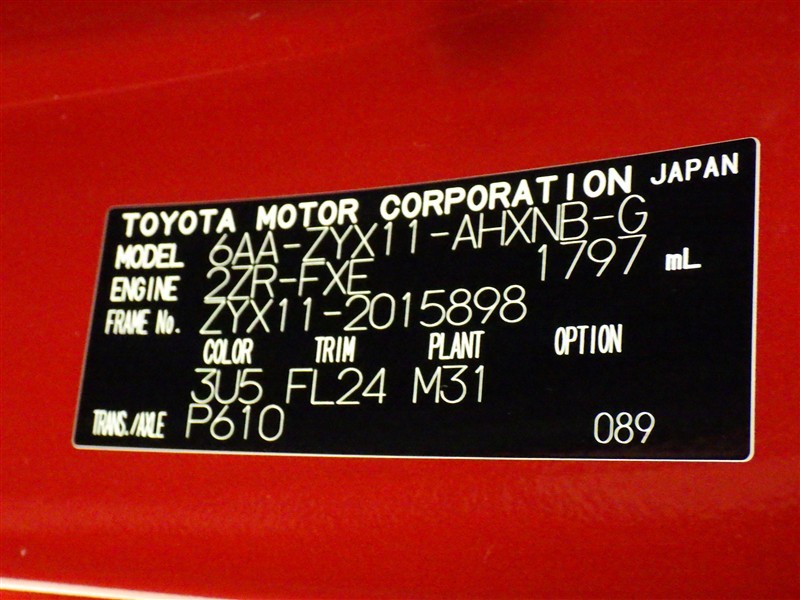 TOYOTA MOTOR CORPORATION JAPAN
MODEL 6AA-ZYX11-AHXNB-G
ENGINE 2ZR-FXE 1797 mL
FRAME No. ZYX11-2015898
COLOR TRIM PLANT OPTION
3U5 FL24 M31
TRANS./AXLE P610 089